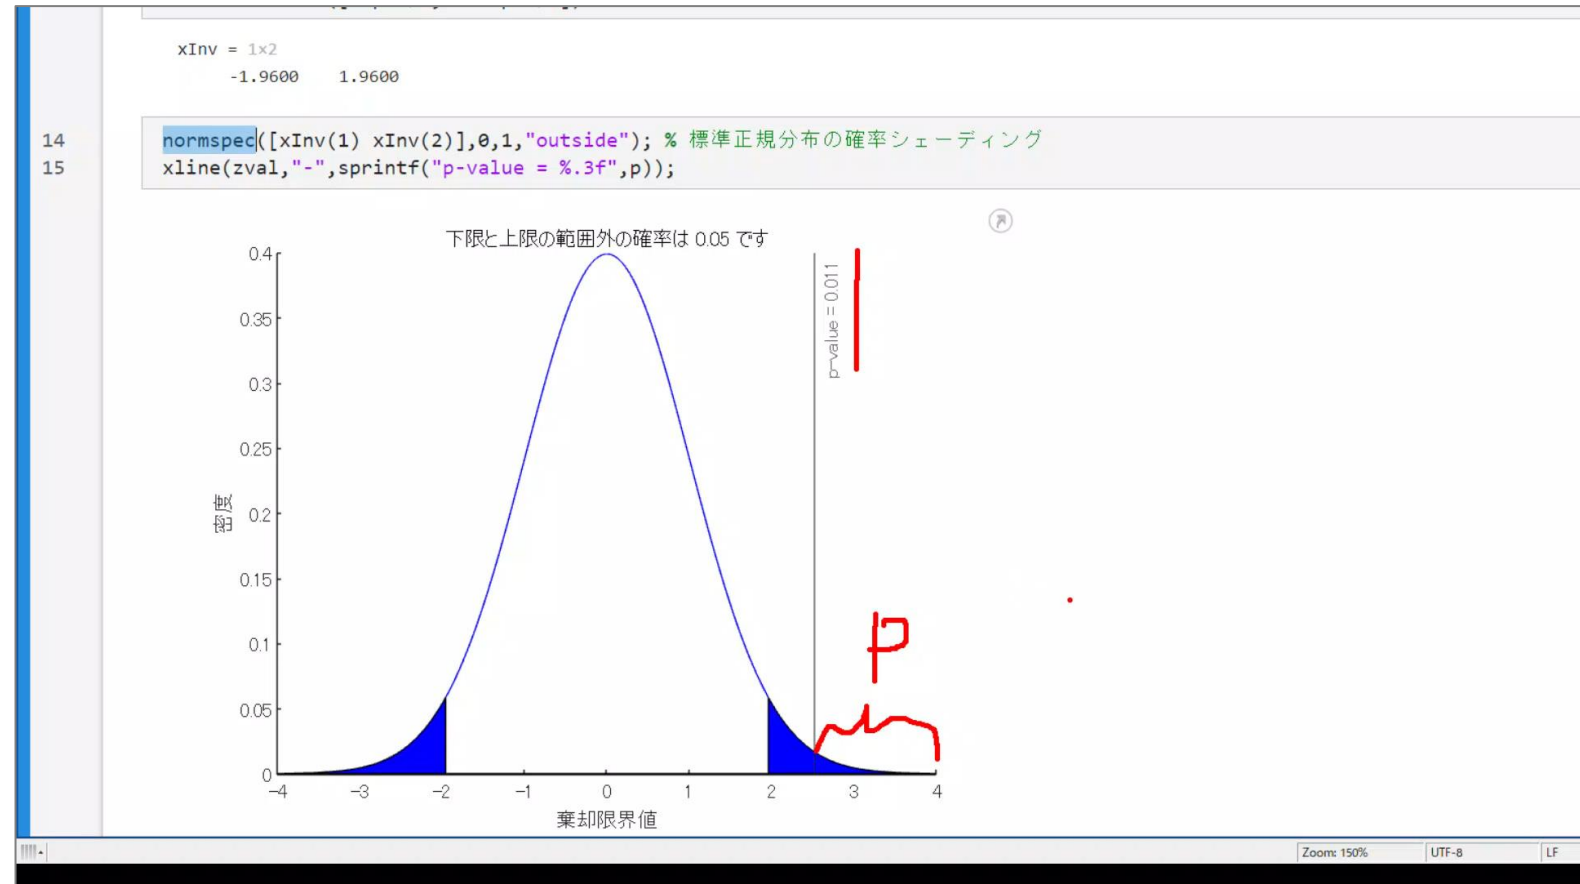 xInv = 1×2
-1.9600 1.9600
14 normspec([xInv(1) xInv(2)],0,1,"outside"); % 標準正規分布の確率シェーディング
15 xline(zval,"-",sprintf("p-value = %.3f",p));
下限と上限の範囲外の確率は 0.05 です
0.4
0.35
0.3
0.25
0.2
0.15
0.1
0.05
0
密度
p-value = 0.011
P
-4 -3 -2 -1 0 1 2 3 4
棄却限界値
Zoom: 150% UTF-8 LF